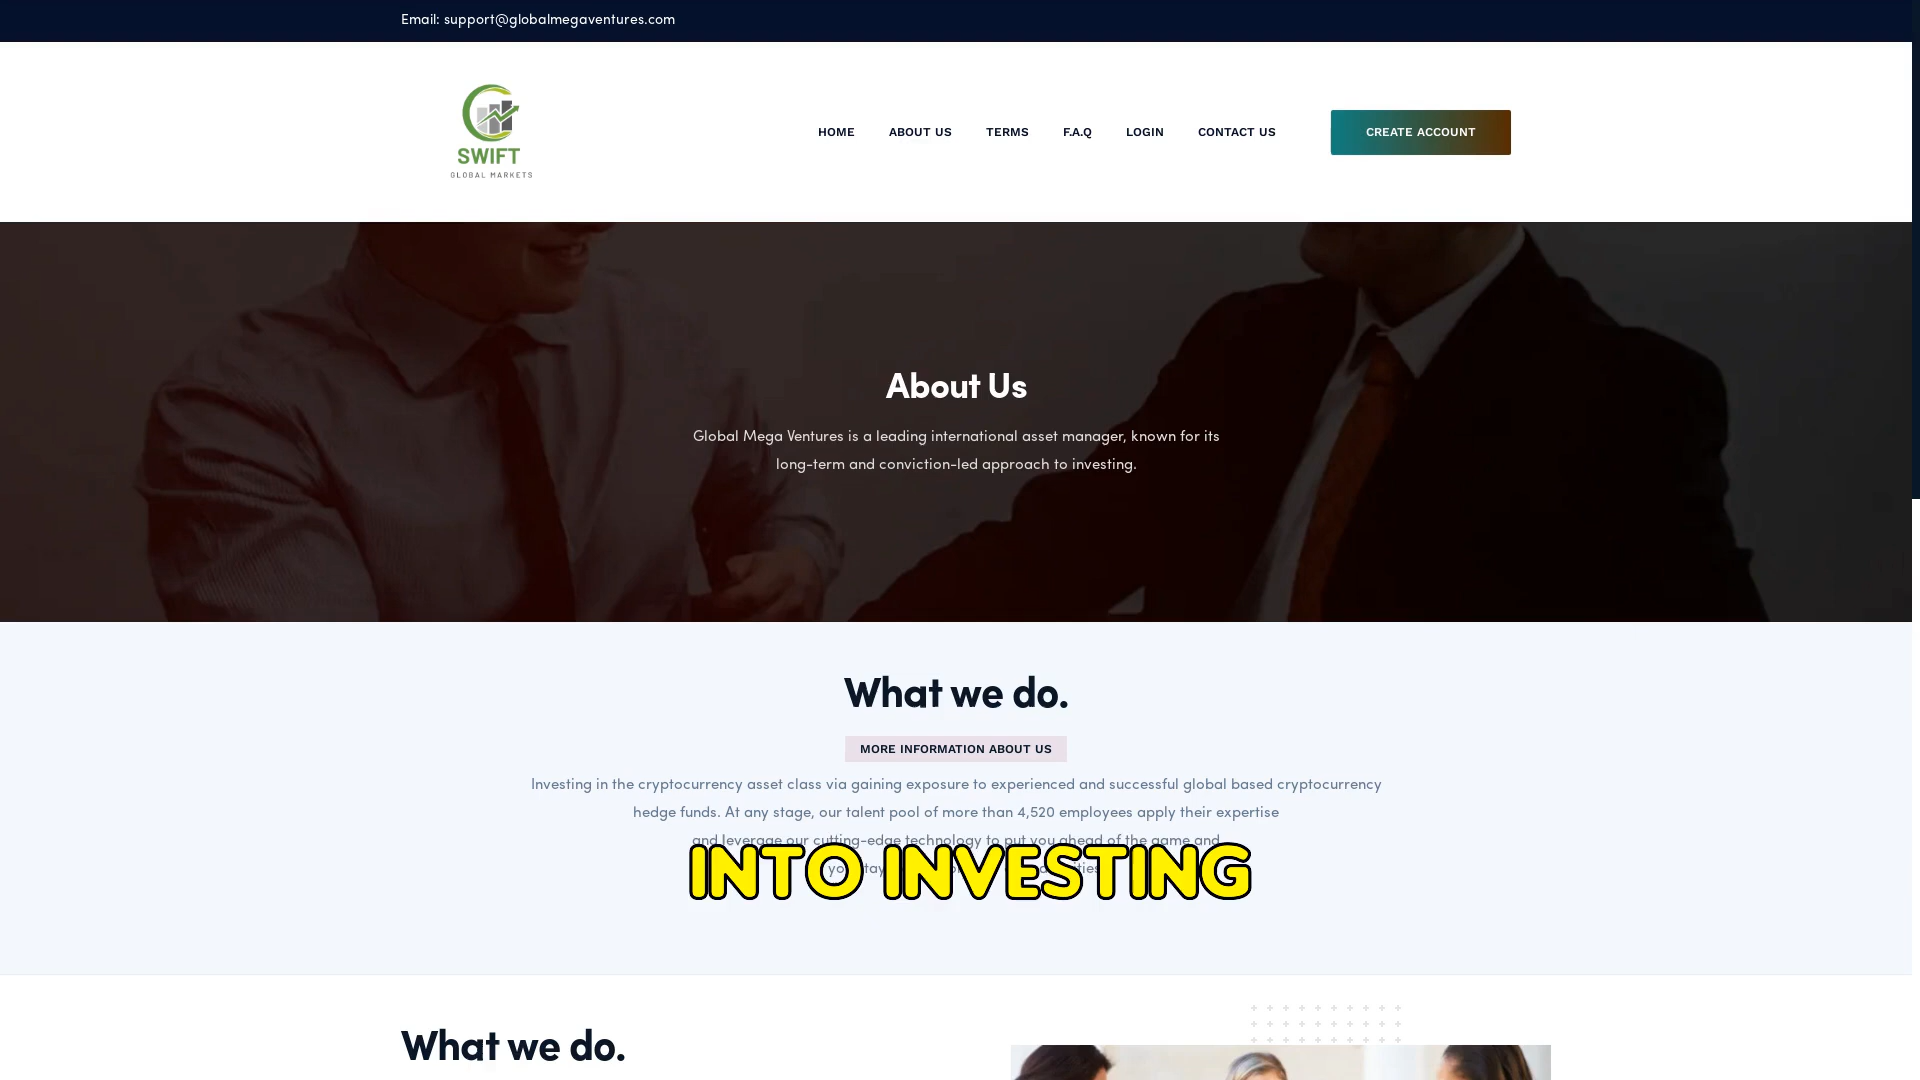 Email: support@globalmegaventures.com
SWIFT
GLOBAL MARKETS
HOME ABOUT US TERMS F.A.Q LOGIN CONTACT US CREATE ACCOUNT
About Us
Global Mega Ventures is a leading international asset manager, known for its
long-term and conviction-led approach to investing.
What we do.
MORE INFORMATION ABOUT US
Investing in the cryptocurrency asset class via gaining exposure to experienced and successful global based cryptocurrency
hedge funds. At any stage, our talent pool of more than 4,520 employees apply their expertise
and leverage our cutting-edge technology to put you ahead of the game and
INTO INVESTING
What we do.